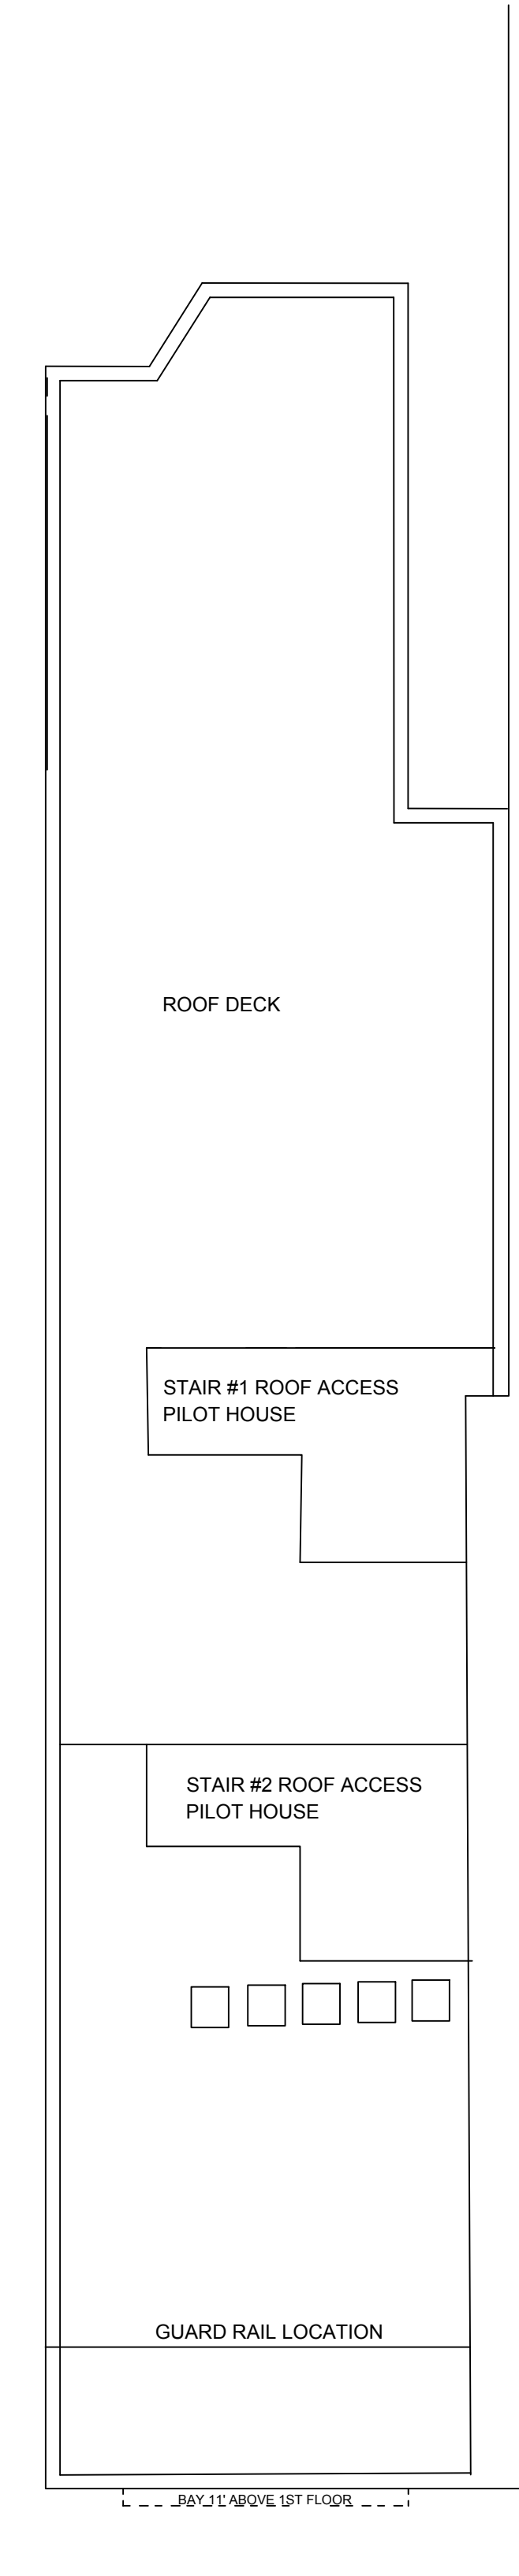 ROOF DECK
STAIR #1 ROOF ACCESS
PILOT HOUSE
STAIR #2 ROOF ACCESS
PILOT HOUSE
GUARD RAIL LOCATION
BAY 11' ABOVE 1ST FLOOR